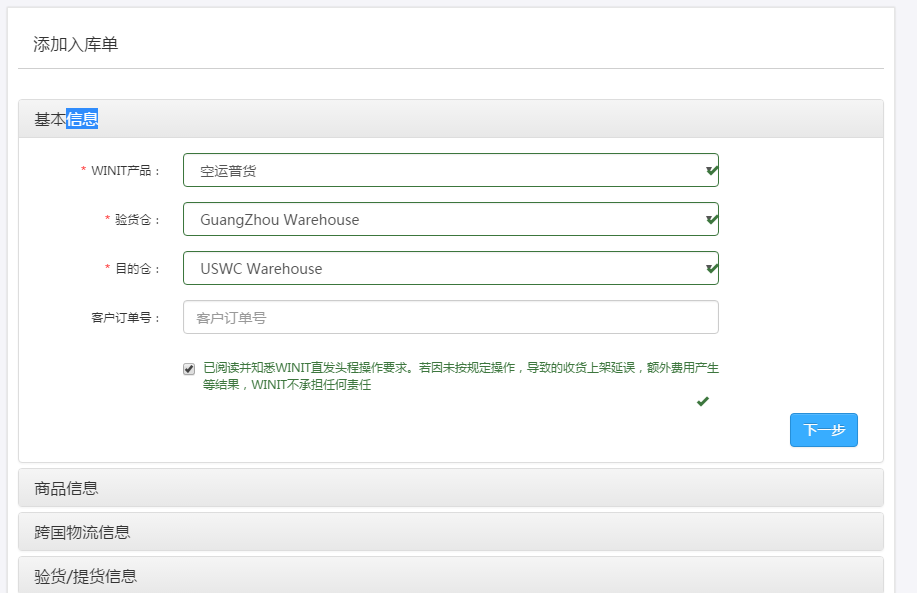 添加入库单
基本信息
* WINIT产品：
空运普货
* 验货仓：
GuangZhou Warehouse
* 目的仓：
USWC Warehouse
客户订单号：
客户订单号
已阅读并知悉WINIT直发头程操作要求。若因未按规定操作，导致的收货上架延误，额外费用产生
等结果，WINIT不承担任何责任
下一步
商品信息
跨国物流信息
验货/提货信息